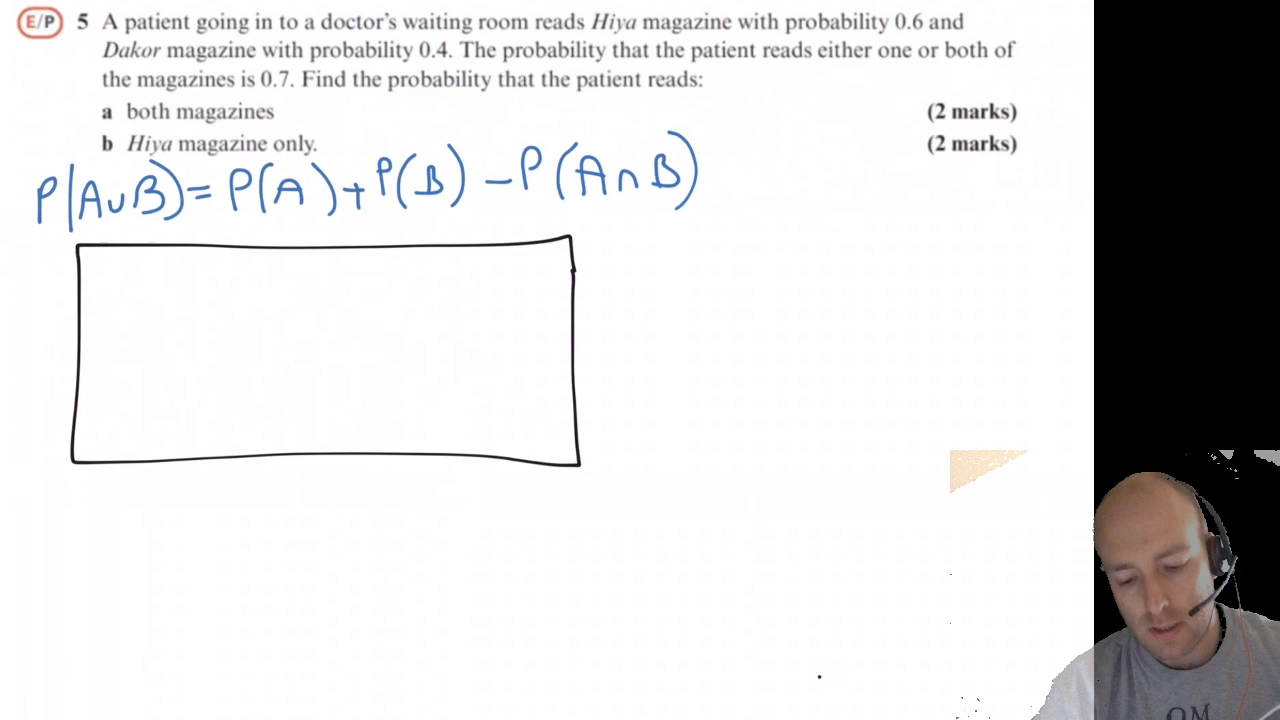 E/P 5 A patient going in to a doctor's waiting room reads Hiya magazine with probability 0.6 and
Dakor magazine with probability 0.4. The probability that the patient reads either one or both of
the magazines is 0.7. Find the probability that the patient reads:
a both magazines (2 marks)
b Hiya magazine only. (2 marks)
P(A∪B)=P(A)+P(B)-P(A∩B)
OM